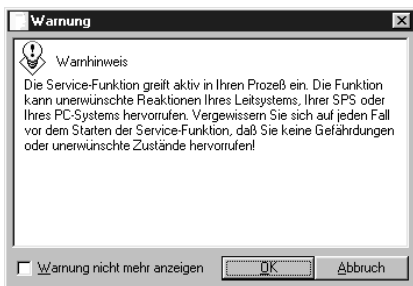 Warnung
Warnhinweis
Die Service-Funktion greift aktiv in Ihren Prozeß ein. Die Funktion
kann unerwünschte Reaktionen Ihres Leitsystems, Ihrer SPS oder
Ihres PC-Systems hervorrufen. Vergewissern Sie sich auf jeden Fall
vor dem Starten der Service-Funktion, daß Sie keine Gefährdungen
oder unerwünschte Zustände hervorrufen!
Warnung nicht mehr anzeigen OK Abbruch